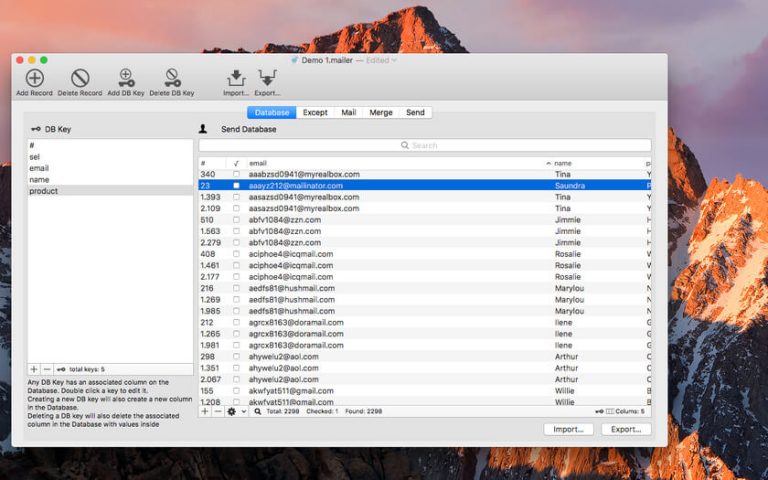 Demo 1.mailer — Edited
Add Record Delete Record Add DB Key Delete DB Key Import... Export...
Database Except Mail Merge Send
DB Key
#
sel
email
name
product
total keys: 5
Any DB Key has an associated column on the
Database. Double click a key to edit it.
Creating a new DB key will also create a new column
in the Database.
Deleting a DB key will also delete the associated
column in the Database with values inside
Send Database
Search
# √ email name p
340 aaabzsd0941@myrealbox.com Tina Y
23 aaayz212@mailinator.com Saundra P
1.393 aasazsd0941@myrealbox.com Tina Y
2.109 aasazsd0941@myrealbox.com Tina Y
510 abfv1084@zzn.com Jimmie
1.563 abfv1084@zzn.com Jimmie
2.279 abfv1084@zzn.com Jimmie
408 aciphoe4@icqmail.com Rosalie
1.461 aciphoe4@icqmail.com Rosalie
2.177 aciphoe4@icqmail.com Rosalie
216 aedfs81@hushmail.com Marylou
1.269 aedfs81@hushmail.com Marylou
1.985 aedfs81@hushmail.com Marylou
212 agrcx8163@doramail.com Ilene
1.265 agrcx8163@doramail.com Ilene
1.981 agrcx8163@doramail.com Ilene
298 ahywelu2@aol.com Arthur
1.351 ahywelu2@aol.com Arthur
2.067 ahywelu2@aol.com Arthur
155 akwfyat511@gmail.com Willie B
1.208 akwfyat511@gmail.com Willie B
Total: 2299 Checked: 1 Found: 2298 Colums: 5
Import... Export...